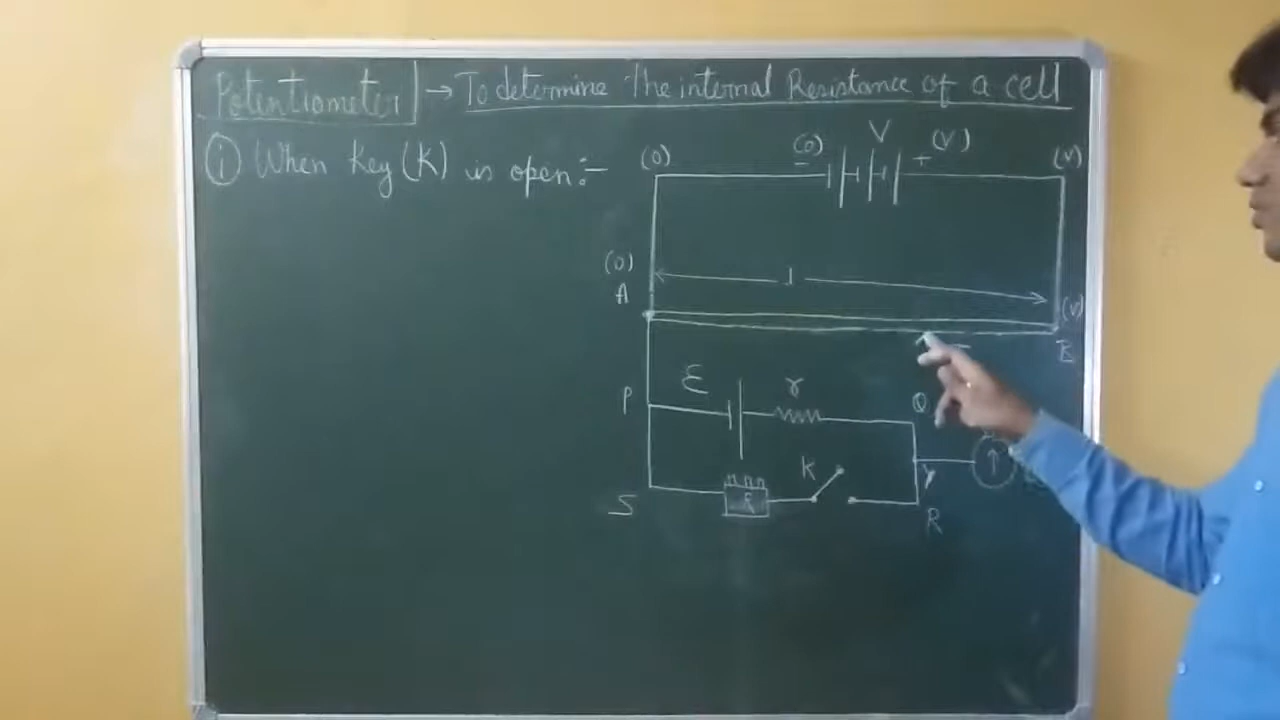 Potentiometer → To determine The internal Resistance of a cell
(i) When Key (K) is open:-
(0) (0) - V + (V) (V)
(0) l (V)
A B
P ε r Q
K
S R Y
R